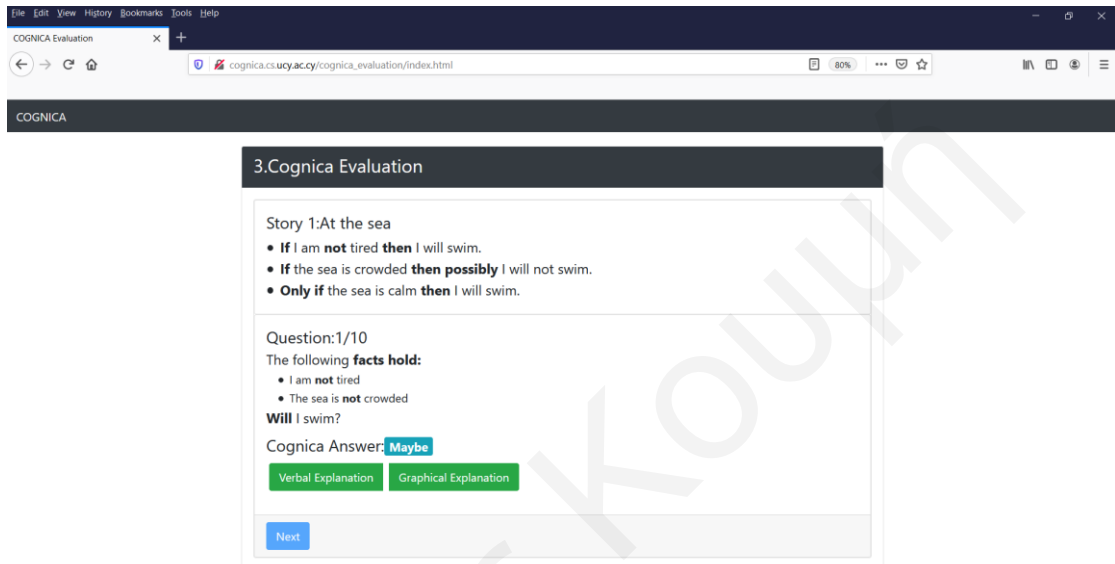 File Edit View History Bookmarks Tools Help
COGNICA Evaluation
cognica.cs.ucy.ac.cy/cognica_evaluation/index.html
80%
COGNICA
3.Cognica Evaluation
Story 1:At the sea
• If I am not tired then I will swim.
• If the sea is crowded then possibly I will not swim.
• Only if the sea is calm then I will swim.
Question:1/10
The following facts hold:
• I am not tired
• The sea is not crowded
Will I swim?
Cognica Answer: Maybe
Verbal Explanation Graphical Explanation
Next
Κουμή